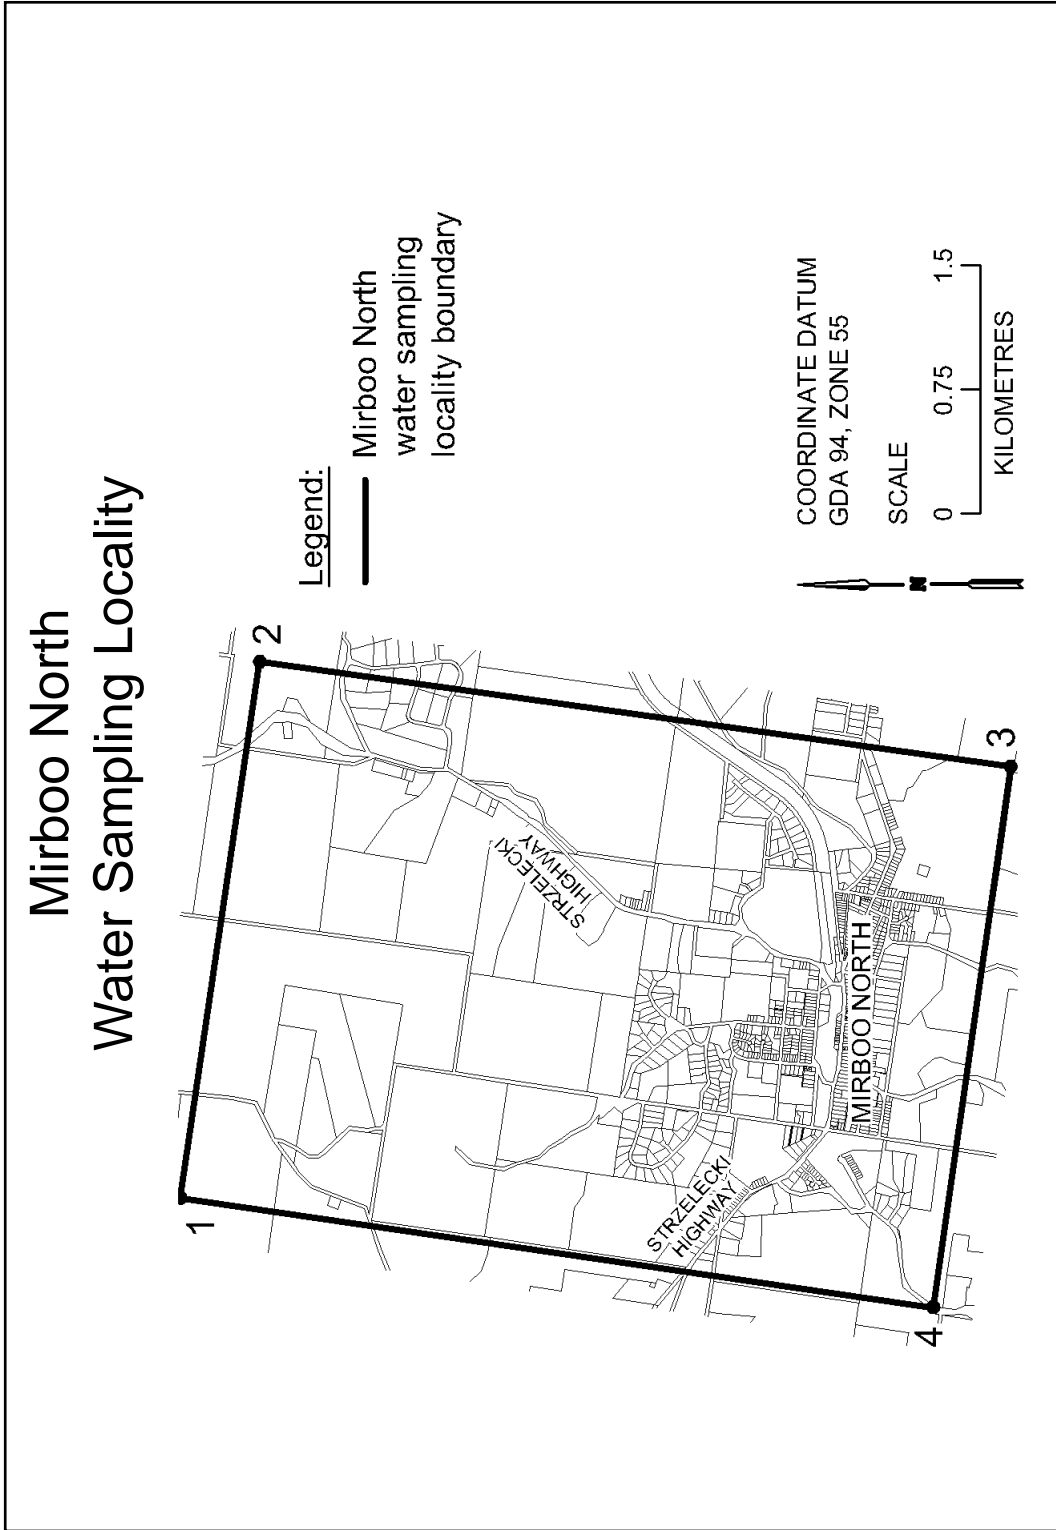 Mirboo North
Water Sampling Locality
1
2
3
4
STRZELECKI
HIGHWAY
STRZELECKI
HIGHWAY
MIRBOO NORTH
Legend:
Mirboo North
water sampling
locality boundary
COORDINATE DATUM
GDA 94, ZONE 55
N
SCALE
0 0.75 1.5
KILOMETRES